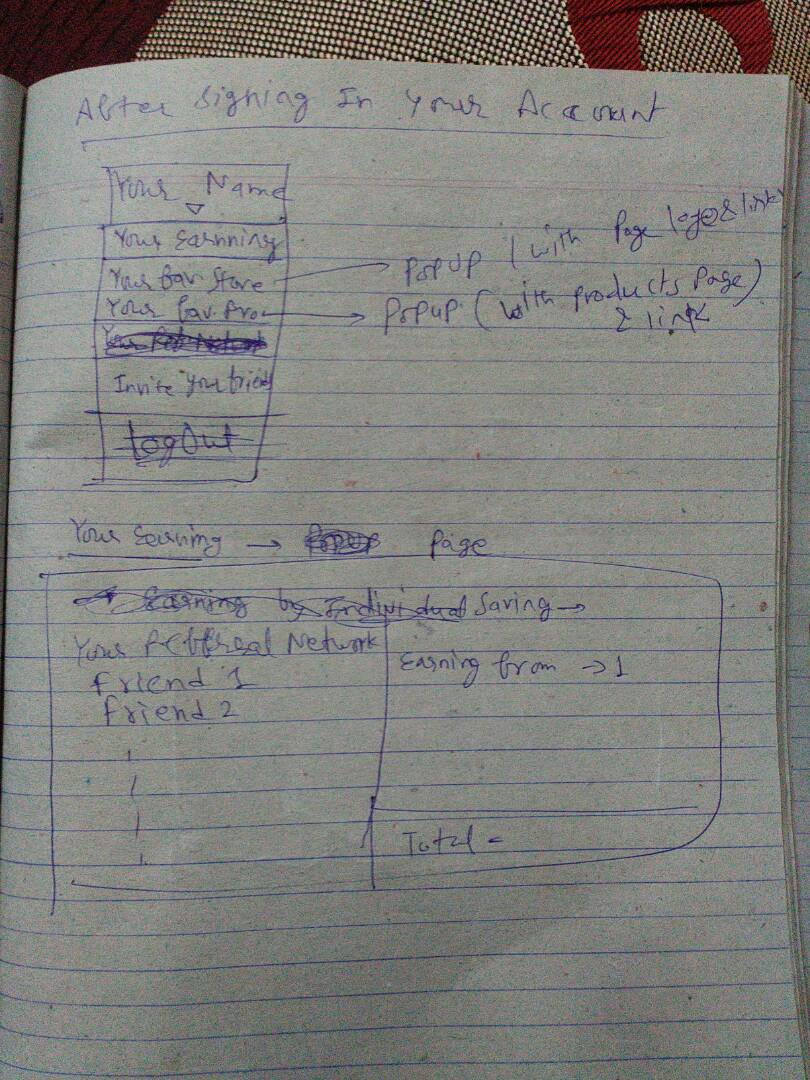 After Signing In Your Account
Your Name
Your Earnning
Your Fav. Store → PopUp (with Page logo & link)
Your Fav. Pro. → Popup. (with products Page)
& link
Invite Your friend
LogOut
Your Earning → Page
Earning by Individual Saving →
Your Refferal Network
Earning from → 1
Friend 1
Friend 2
Total =